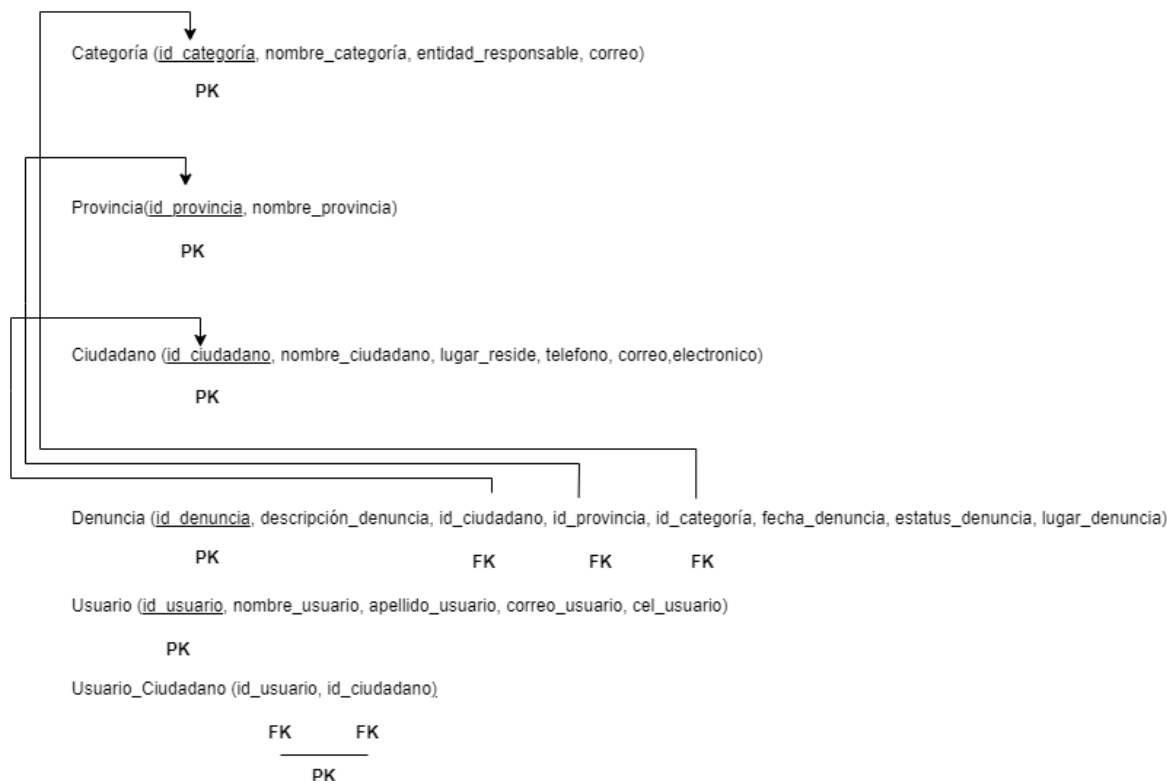 Categoría (id_categoría, nombre_categoría, entidad_responsable, correo)
PK
Provincia(id_provincia, nombre_provincia)
PK
Ciudadano (id_ciudadano, nombre_ciudadano, lugar_reside, telefono, correo,electronico)
PK
Denuncia (id_denuncia, descripción_denuncia, id_ciudadano, id_provincia, id_categoría, fecha_denuncia, estatus_denuncia, lugar_denuncia)
PK FK FK FK
Usuario (id_usuario, nombre_usuario, apellido_usuario, correo_usuario, cel_usuario)
PK
Usuario_Ciudadano (id_usuario, id_ciudadano)
FK FK
PK